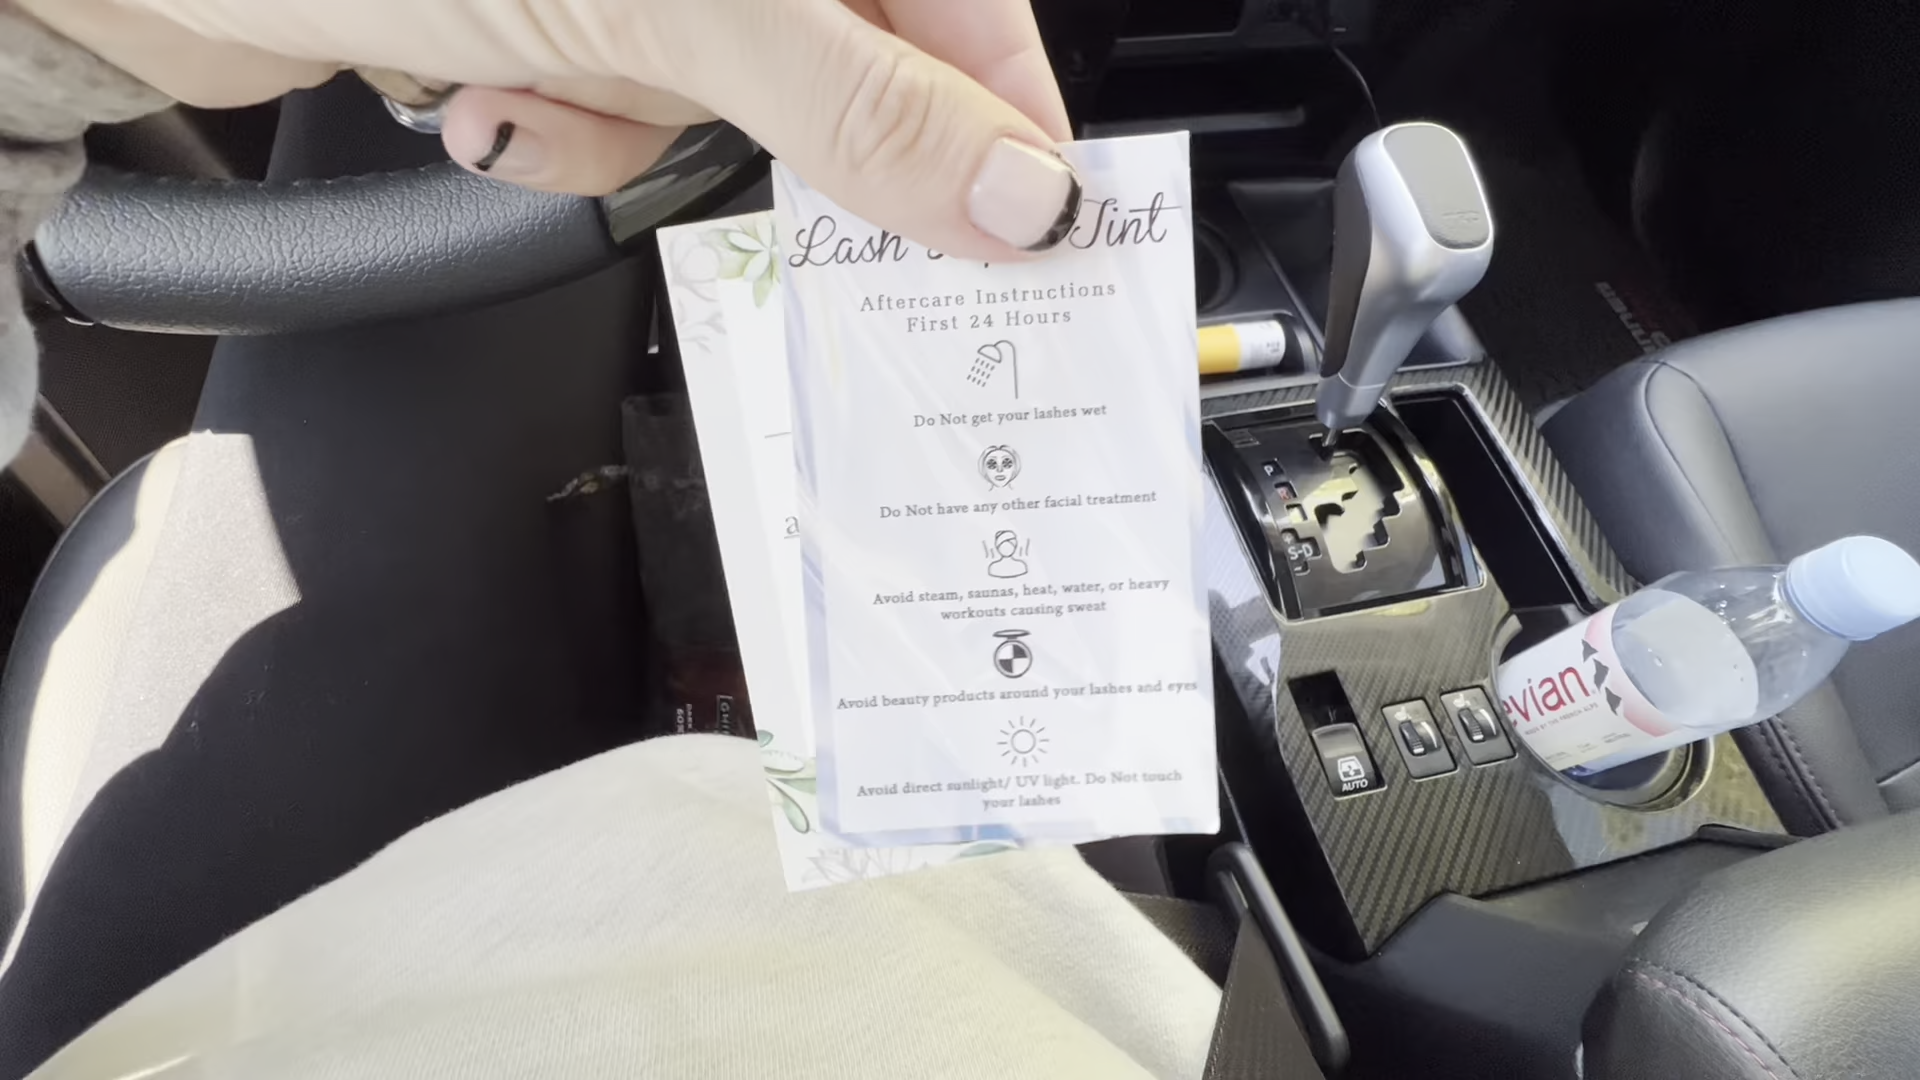 Lash Tint
Aftercare Instructions
First 24 Hours
Do Not get your lashes wet
Do Not have any other facial treatment
Avoid steam, saunas, heat, water, or heavy
workouts causing sweat
Avoid beauty products around your lashes and eyes
Avoid direct sunlight/ UV light. Do Not touch
your lashes
a
P
R
S-D
AUTO
evian